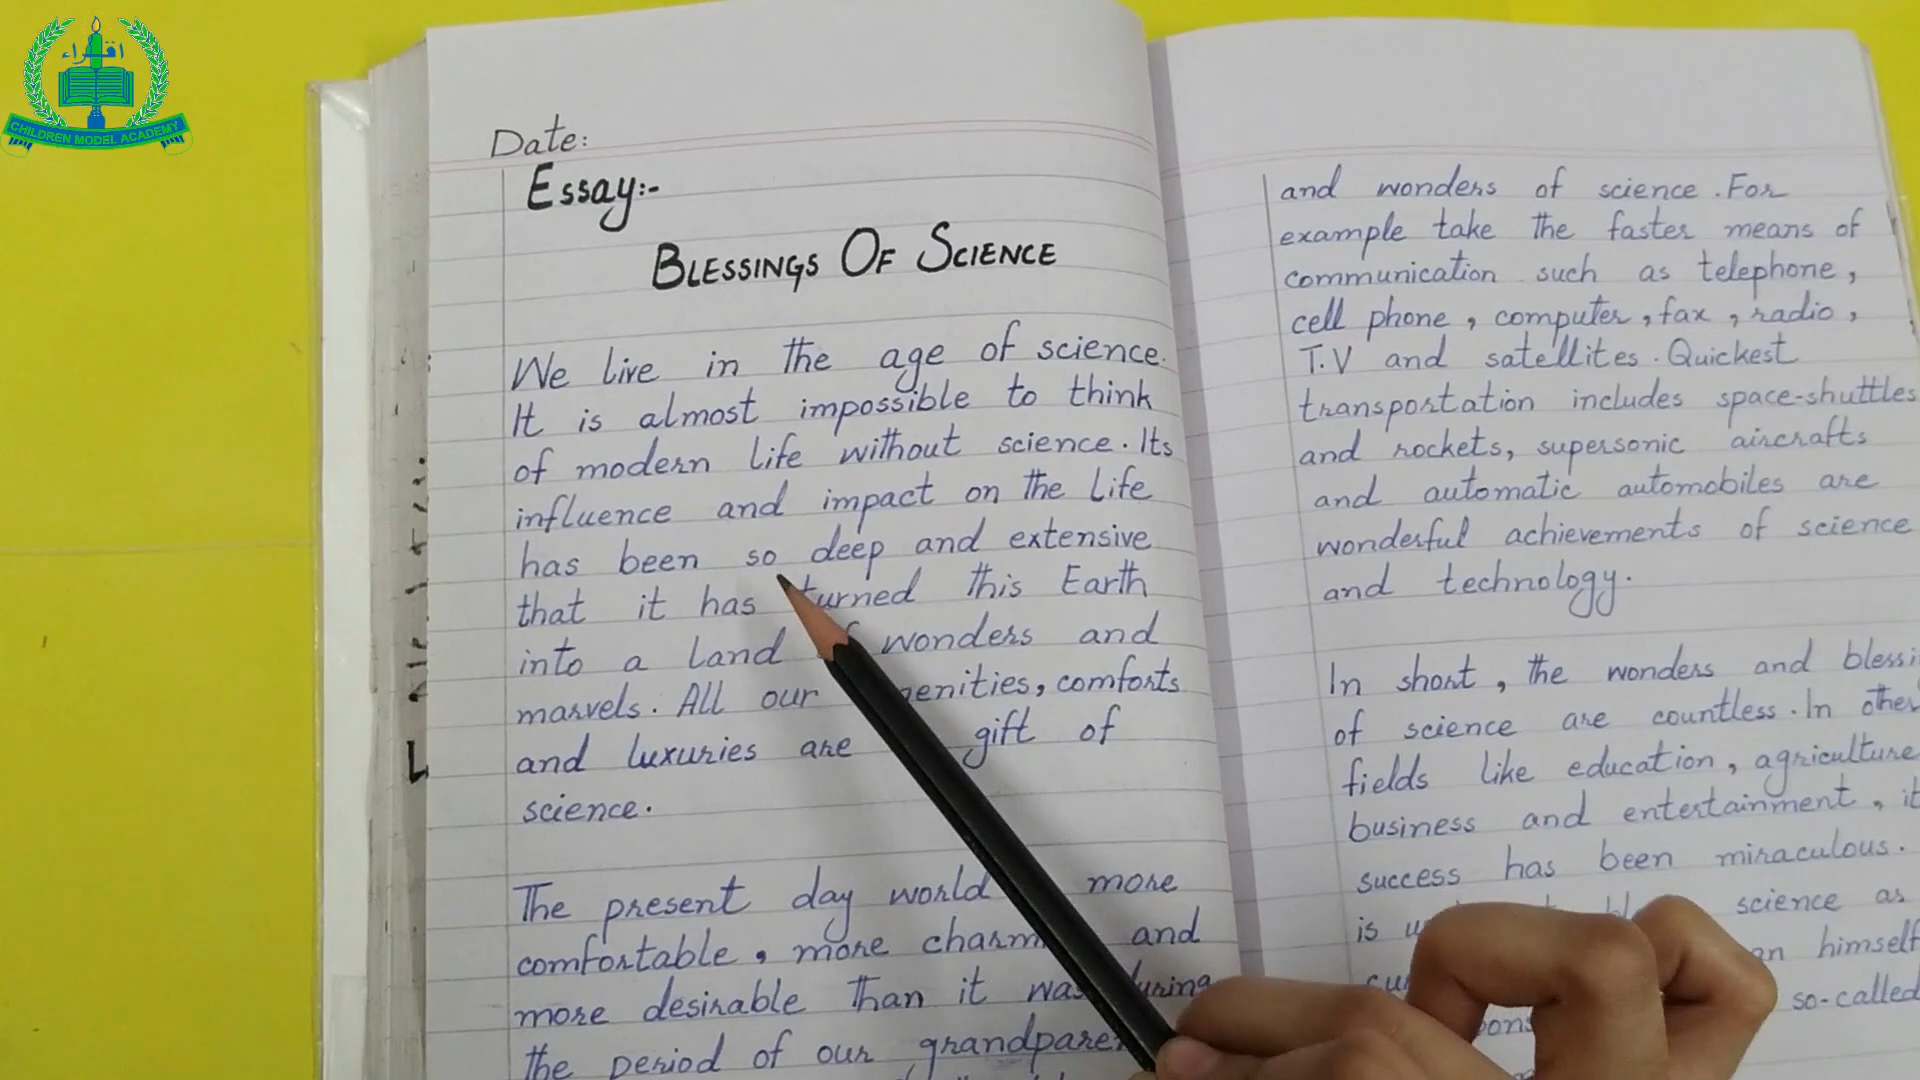 اقراء
CHILDREN MODEL ACADEMY
Date:
Essay:-
BLESSINGS OF SCIENCE
We live in the age of science.
It is almost impossible to think
of modern life without science. Its
influence and impact on the life
has been so deep and extensive
that it has turned this Earth
into a land of wonders and
marvels. All our amenities, comforts
and luxuries are gift of
science.
The present day world more
comfortable, more and
more desirable than it was during
the period of our
and wonders of science. For
example take the faster means of
communication such as telephone,
cell phone, computer, fax, radio,
T.V and satellites. Quickest
transportation includes space-shuttles
and rockets, supersonic aircrafts
and automatic automobiles are
wonderful achievements of science
and technology.
In short, the wonders and
of science are countless. In other
fields like education, agriculture
business and entertainment, it
success has been miraculous.
is science as
himself
so-called